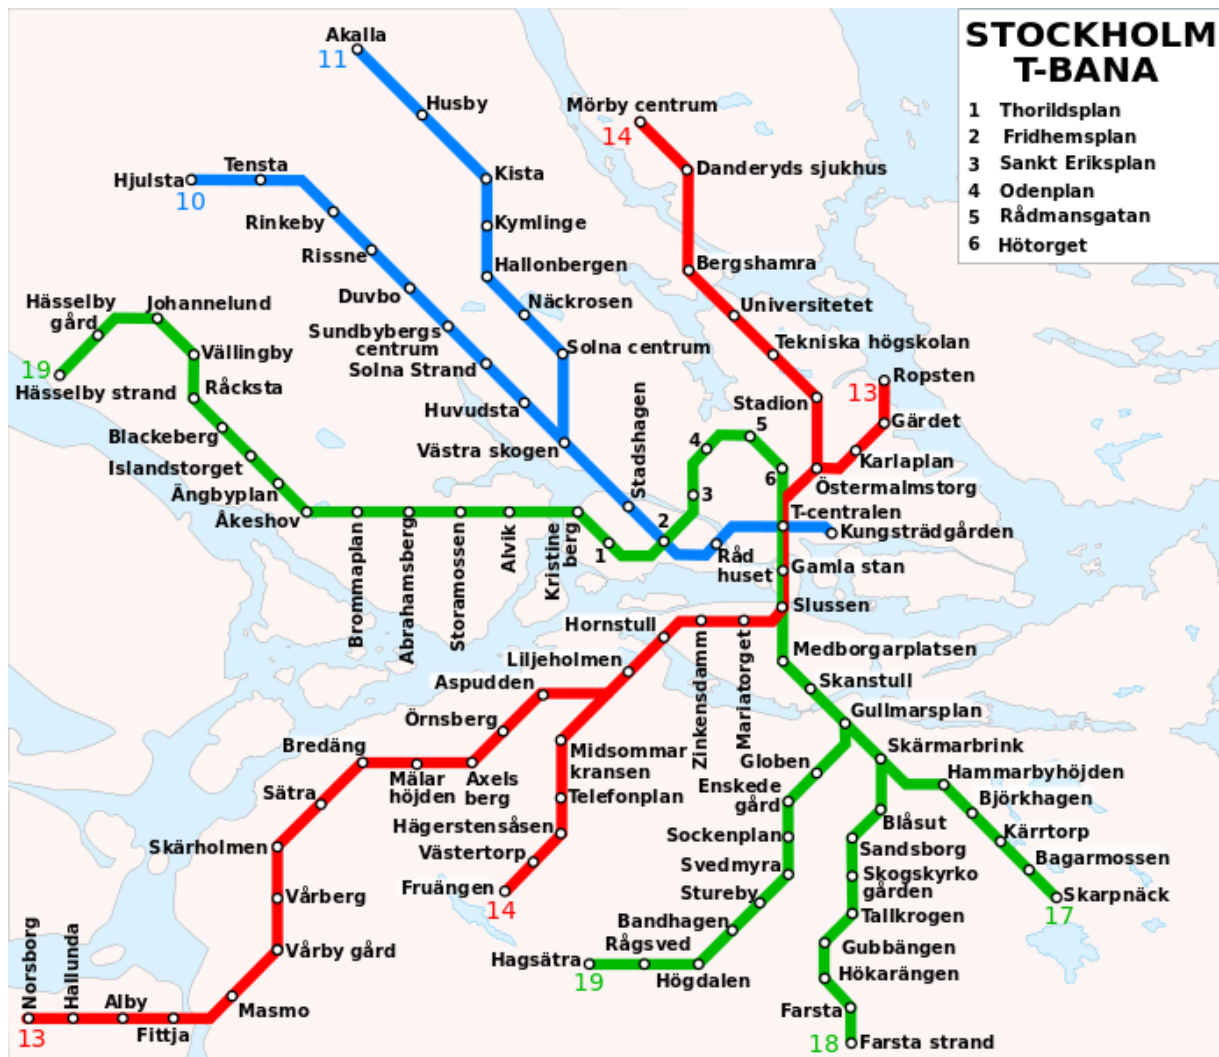 STOCKHOLM
T-BANA
1 Thorildsplan
2 Fridhemsplan
3 Sankt Eriksplan
4 Odenplan
5 Rådmansgatan
6 Hötorget
Akalla
11
Husby
Kista
Kymlinge
Hallonbergen
Näckrosen
Solna centrum
Hjulsta
10
Tensta
Rinkeby
Rissne
Duvbo
Sundbybergs
centrum
Solna Strand
Huvudsta
Västra skogen
Stadshagen
Råd
huset
T-centralen
Kungsträdgården
Mörby centrum
14
Danderyds sjukhus
Bergshamra
Universitetet
Tekniska högskolan
Stadion
Ropsten
13
Gärdet
Karlaplan
Östermalmstorg
Hässelby
gård
Johannelund
19
Hässelby strand
Vällingby
Råcksta
Blackeberg
Islandstorget
Ängbyplan
Åkeshov
Brommaplan
Abrahamsberg
Storamossen
Alvik
Kristine
berg
1
2
3
4
5
6
Gamla stan
Slussen
Medborgarplatsen
Skanstull
Gullmarsplan
Skärmarbrink
Hammarbyhöjden
Björkhagen
Kärrtorp
Bagarmossen
Skarpnäck
17
Blåsut
Sandsborg
Skogskyrko
gården
Tallkrogen
Gubbängen
Hökarängen
Farsta
18
Farsta strand
Globen
Enskede
gård
Sockenplan
Svedmyra
Stureby
Bandhagen
Högdalen
Rågsved
Hagsätra
19
Mariatorget
Zinkensdamm
Hornstull
Liljeholmen
Aspudden
Örnsberg
Axels
berg
Mälar
höjden
Bredäng
Sätra
Skärholmen
Vårberg
Vårby gård
Masmo
Fittja
Alby
Hallunda
Norsborg
13
Midsommar
kransen
Telefonplan
Hägerstensåsen
Västertorp
Fruängen
14